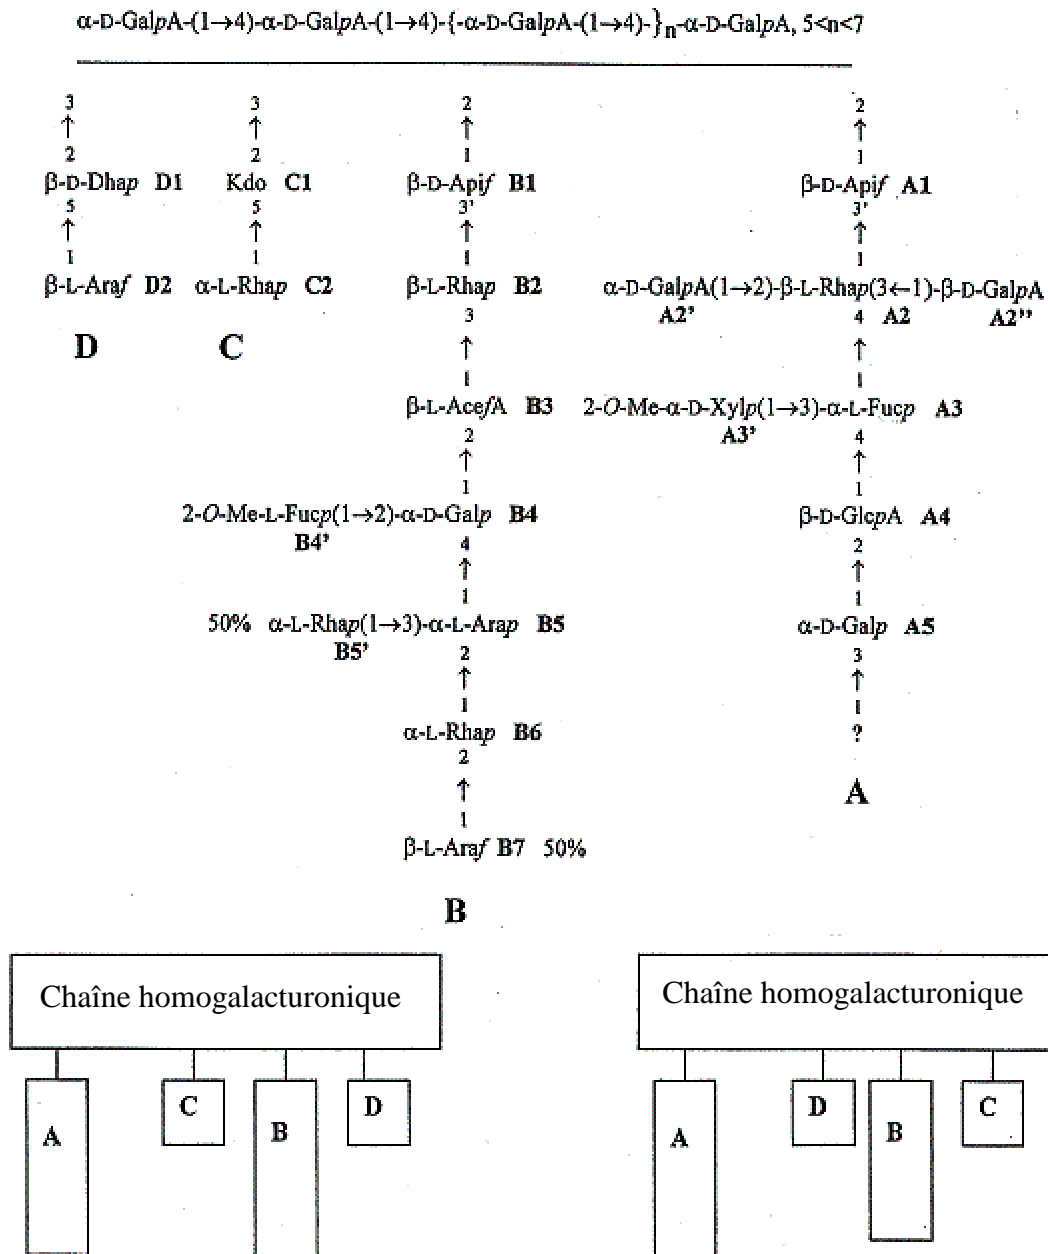 α-D-GalpA-(1→4)-α-D-GalpA-(1→4)-{-α-D-GalpA-(1→4)-}n-α-D-GalpA, 5<n<7
3 3 2 2
↑ ↑ ↑ ↑
2 2 1 1
β-D-Dhap D1 Kdo C1 β-D-Apif B1 β-D-Apif A1
5 5 3' 3'
↑ ↑ ↑ ↑
1 1 1 1
β-L-Araf D2 α-L-Rhap C2 β-L-Rhap B2 α-D-GalpA(1→2)-β-L-Rhap(3←1)-β-D-GalpA
A2' A2 A2''
3 4
D C
↑ ↑
1 1
β-L-AcefA B3 2-O-Me-α-D-Xylp(1→3)-α-L-Fucp A3
A3'
2 4
↑ ↑
1 1
2-O-Me-L-Fucp(1→2)-α-D-Galp B4 β-D-GlcpA A4
B4'
4 2
↑ ↑
1 1
50% α-L-Rhap(1→3)-α-L-Arap B5 α-D-Galp A5
B5'
2 3
↑ ↑
1 1
α-L-Rhap B6 ?
2
↑ A
1
β-L-Araf B7 50%
B
Chaîne homogalacturonique Chaîne homogalacturonique
A C B D A D B C